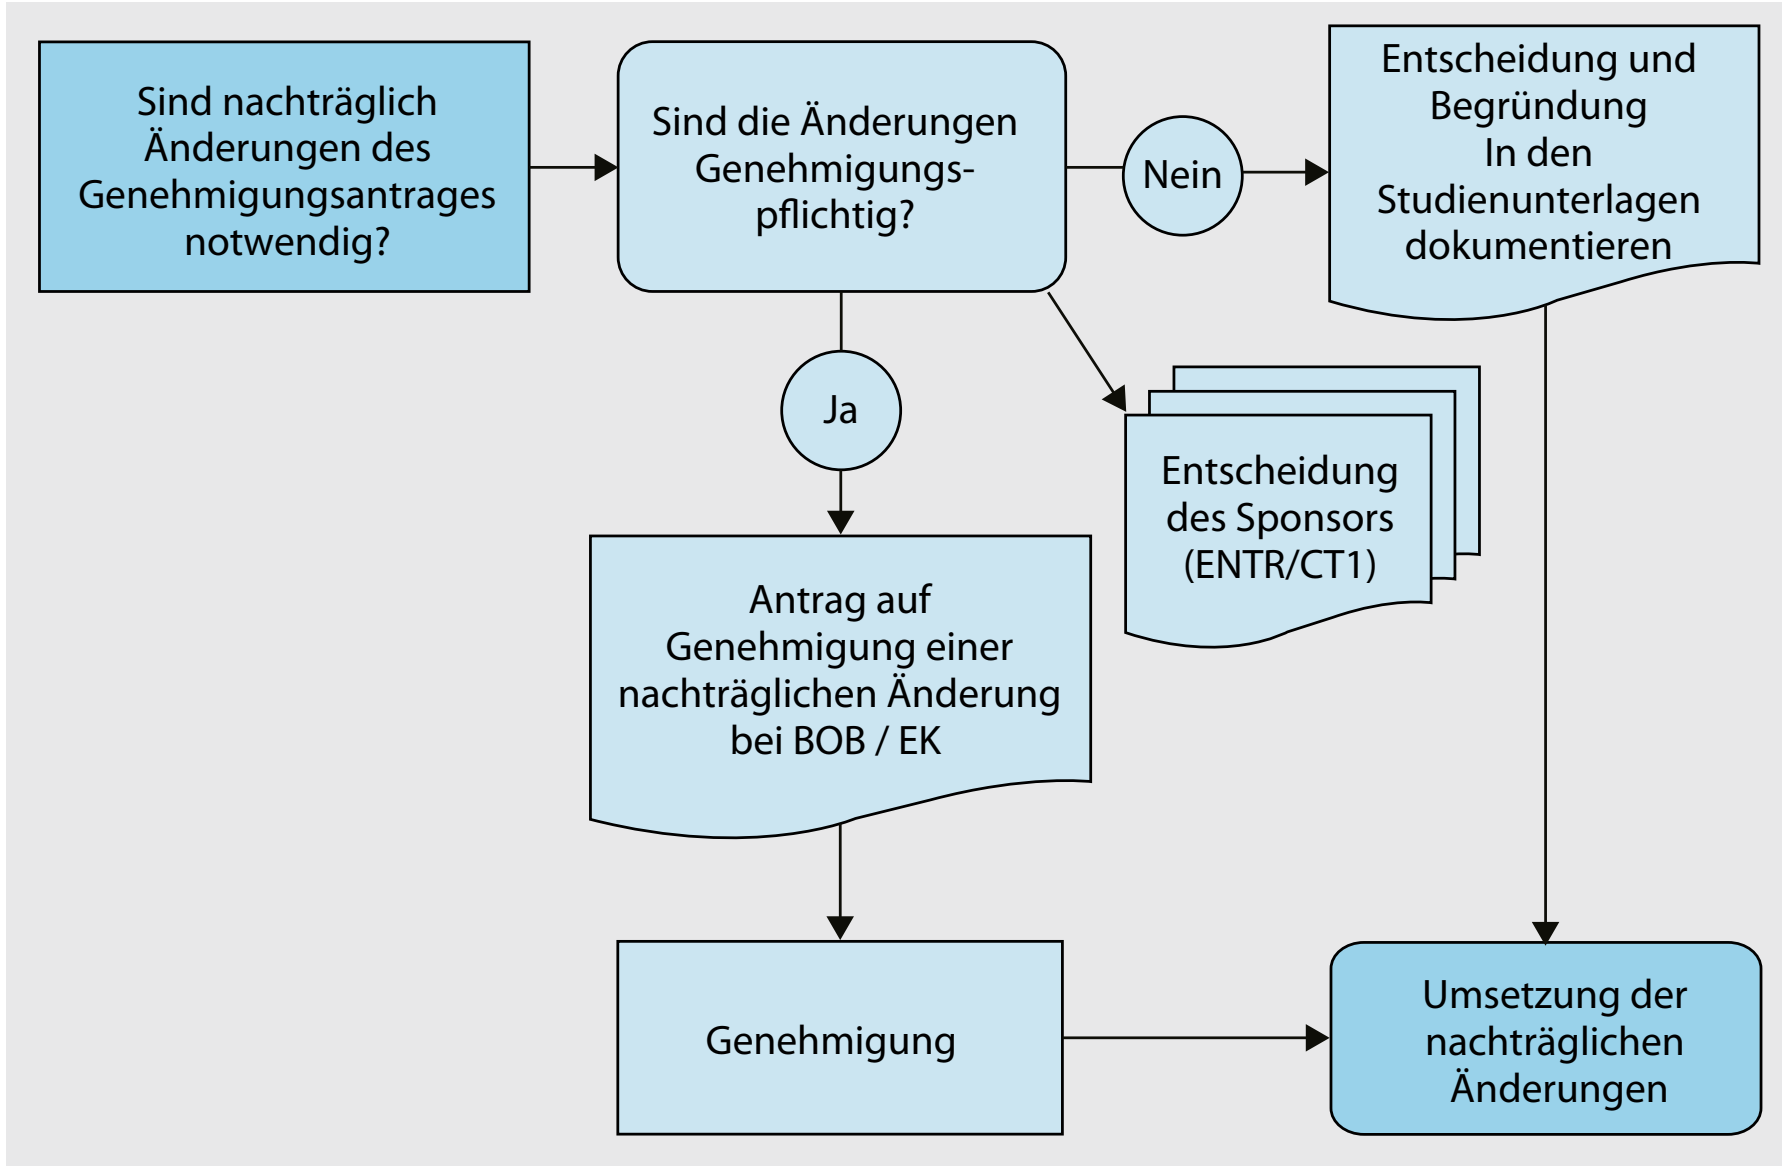 Sind nachträglich
Änderungen des
Genehmigungsantrages
notwendig?
Sind die Änderungen
Genehmigungs-
pflichtig?
Nein
Entscheidung und
Begründung
In den
Studienunterlagen
dokumentieren
Ja
Entscheidung
des Sponsors
(ENTR/CT1)
Antrag auf
Genehmigung einer
nachträglichen Änderung
bei BOB / EK
Genehmigung
Umsetzung der
nachträglichen
Änderungen